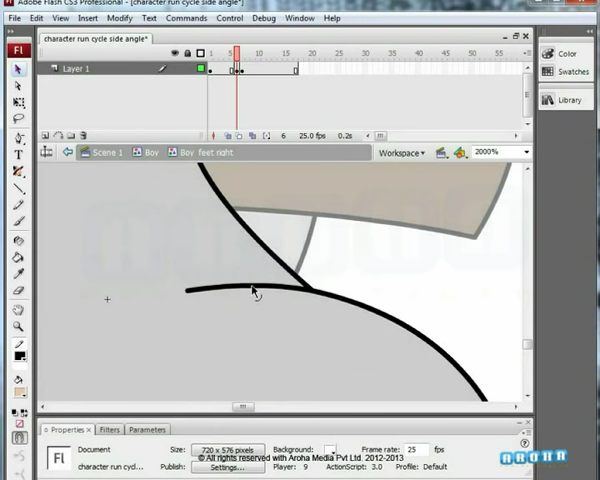 Adobe Flash CS3 Professional - [character run cycle side angle*]
File Edit View Insert Modify Text Commands Control Debug Window Help
character run cycle side angle*
1 5 10 15 20 25 30 35 40 45 50
Layer 1
6 25.0 fps 0.2s
Scene 1 Boy Boy feet right Workspace 2000%
Color
Swatches
Library
Properties Filters Parameters
Document Size: 720 x 576 pixels Background: Frame rate: 25 fps
character run cycl... Publish: Settings... Player: 9 ActionScript: 3.0 Profile: Default
© All rights reserved with Aroha Media Pvt Ltd. 2012-2013
AROHA